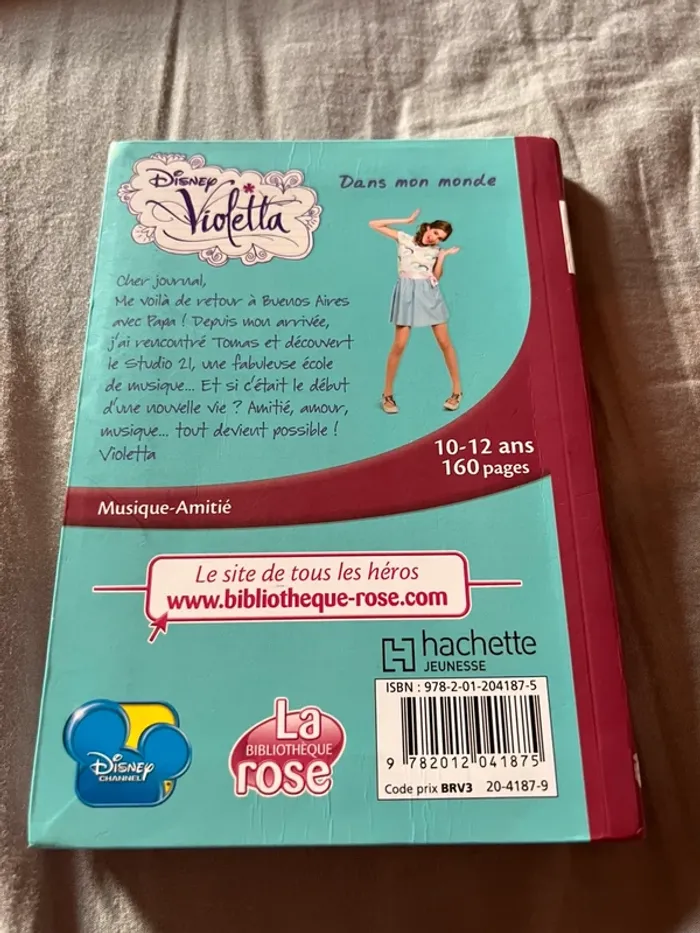 Disney
Violetta
Dans mon monde
Cher journal,
Me voilà de retour à Buenos Aires
avec Papa ! Depuis mon arrivée,
j'ai rencontré Tomas et découvert
le Studio 21, une fabuleuse école
de musique... Et si c'était le début
d'une nouvelle vie ? Amitié, amour,
musique... tout devient possible !
Violetta
10-12 ans
160 pages
Musique-Amitié
Le site de tous les héros
www.bibliotheque-rose.com
hachette
JEUNESSE
ISBN : 978-2-01-204187-5
9 782012 041875
Code prix BRV3 20-4187-9
Disney
CHANNEL
La
BIBLIOTHÈQUE
rose